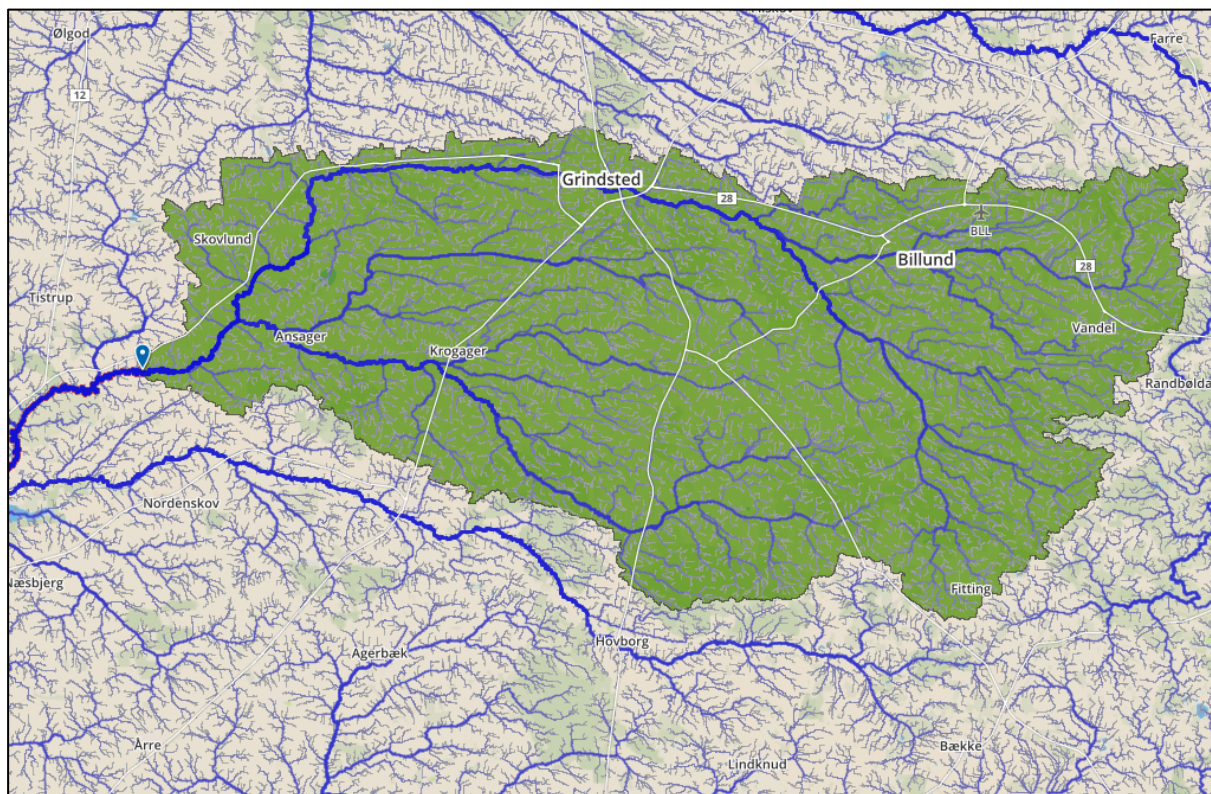 Ølgod
Farre
12
Grindsted
28
BLL
Skovlund
Billund
28
Tistrup
Vandel
Ansager
Krogager
Randbøldal
Nordenskov
Næsbjerg
Fitting
Hovborg
Agerbæk
Årre
Bække
Lindknud